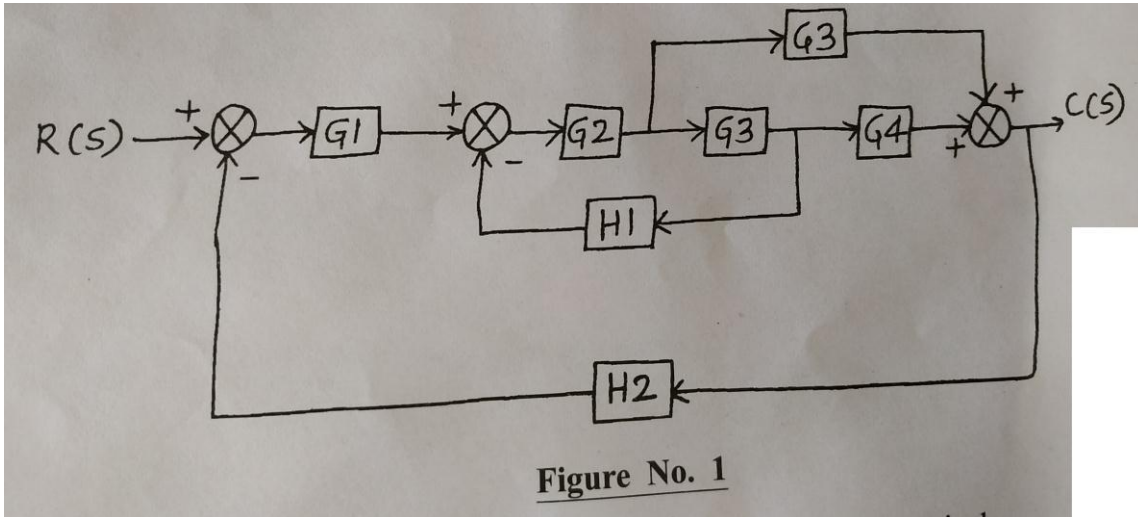 G3
+
R(S)
+
-
G1
+
-
G2
G3
G4
+
+
C(S)
H1
H2
Figure No. 1